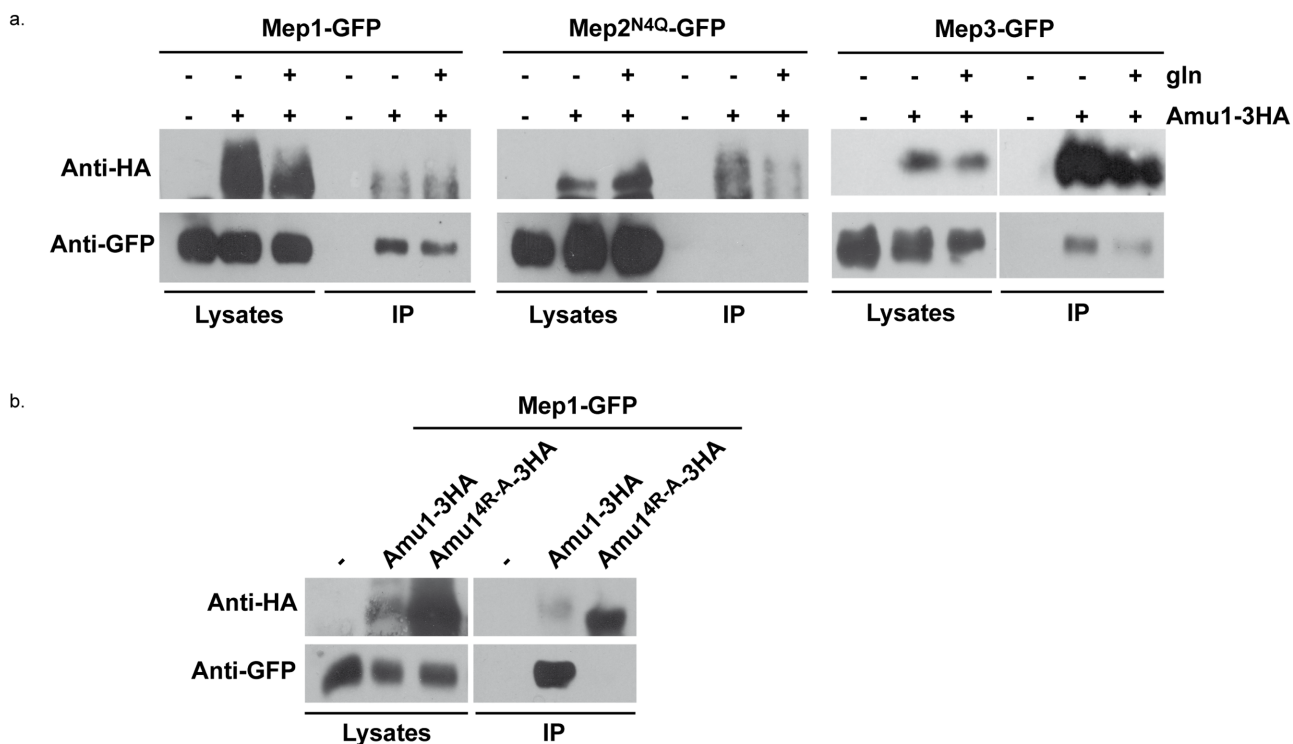 a.
Mep1-GFP Mep2N4Q-GFP Mep3-GFP
- - + - - + - - + - - + - - + - - + gln
- + + - + + - + + - + + - + + - + + Amu1-3HA
Anti-HA
Anti-GFP
Lysates IP Lysates IP Lysates IP
b.
Mep1-GFP
- Amu1-3HA Amu14R-A-3HA - Amu1-3HA Amu14R-A-3HA
Anti-HA
Anti-GFP
Lysates IP